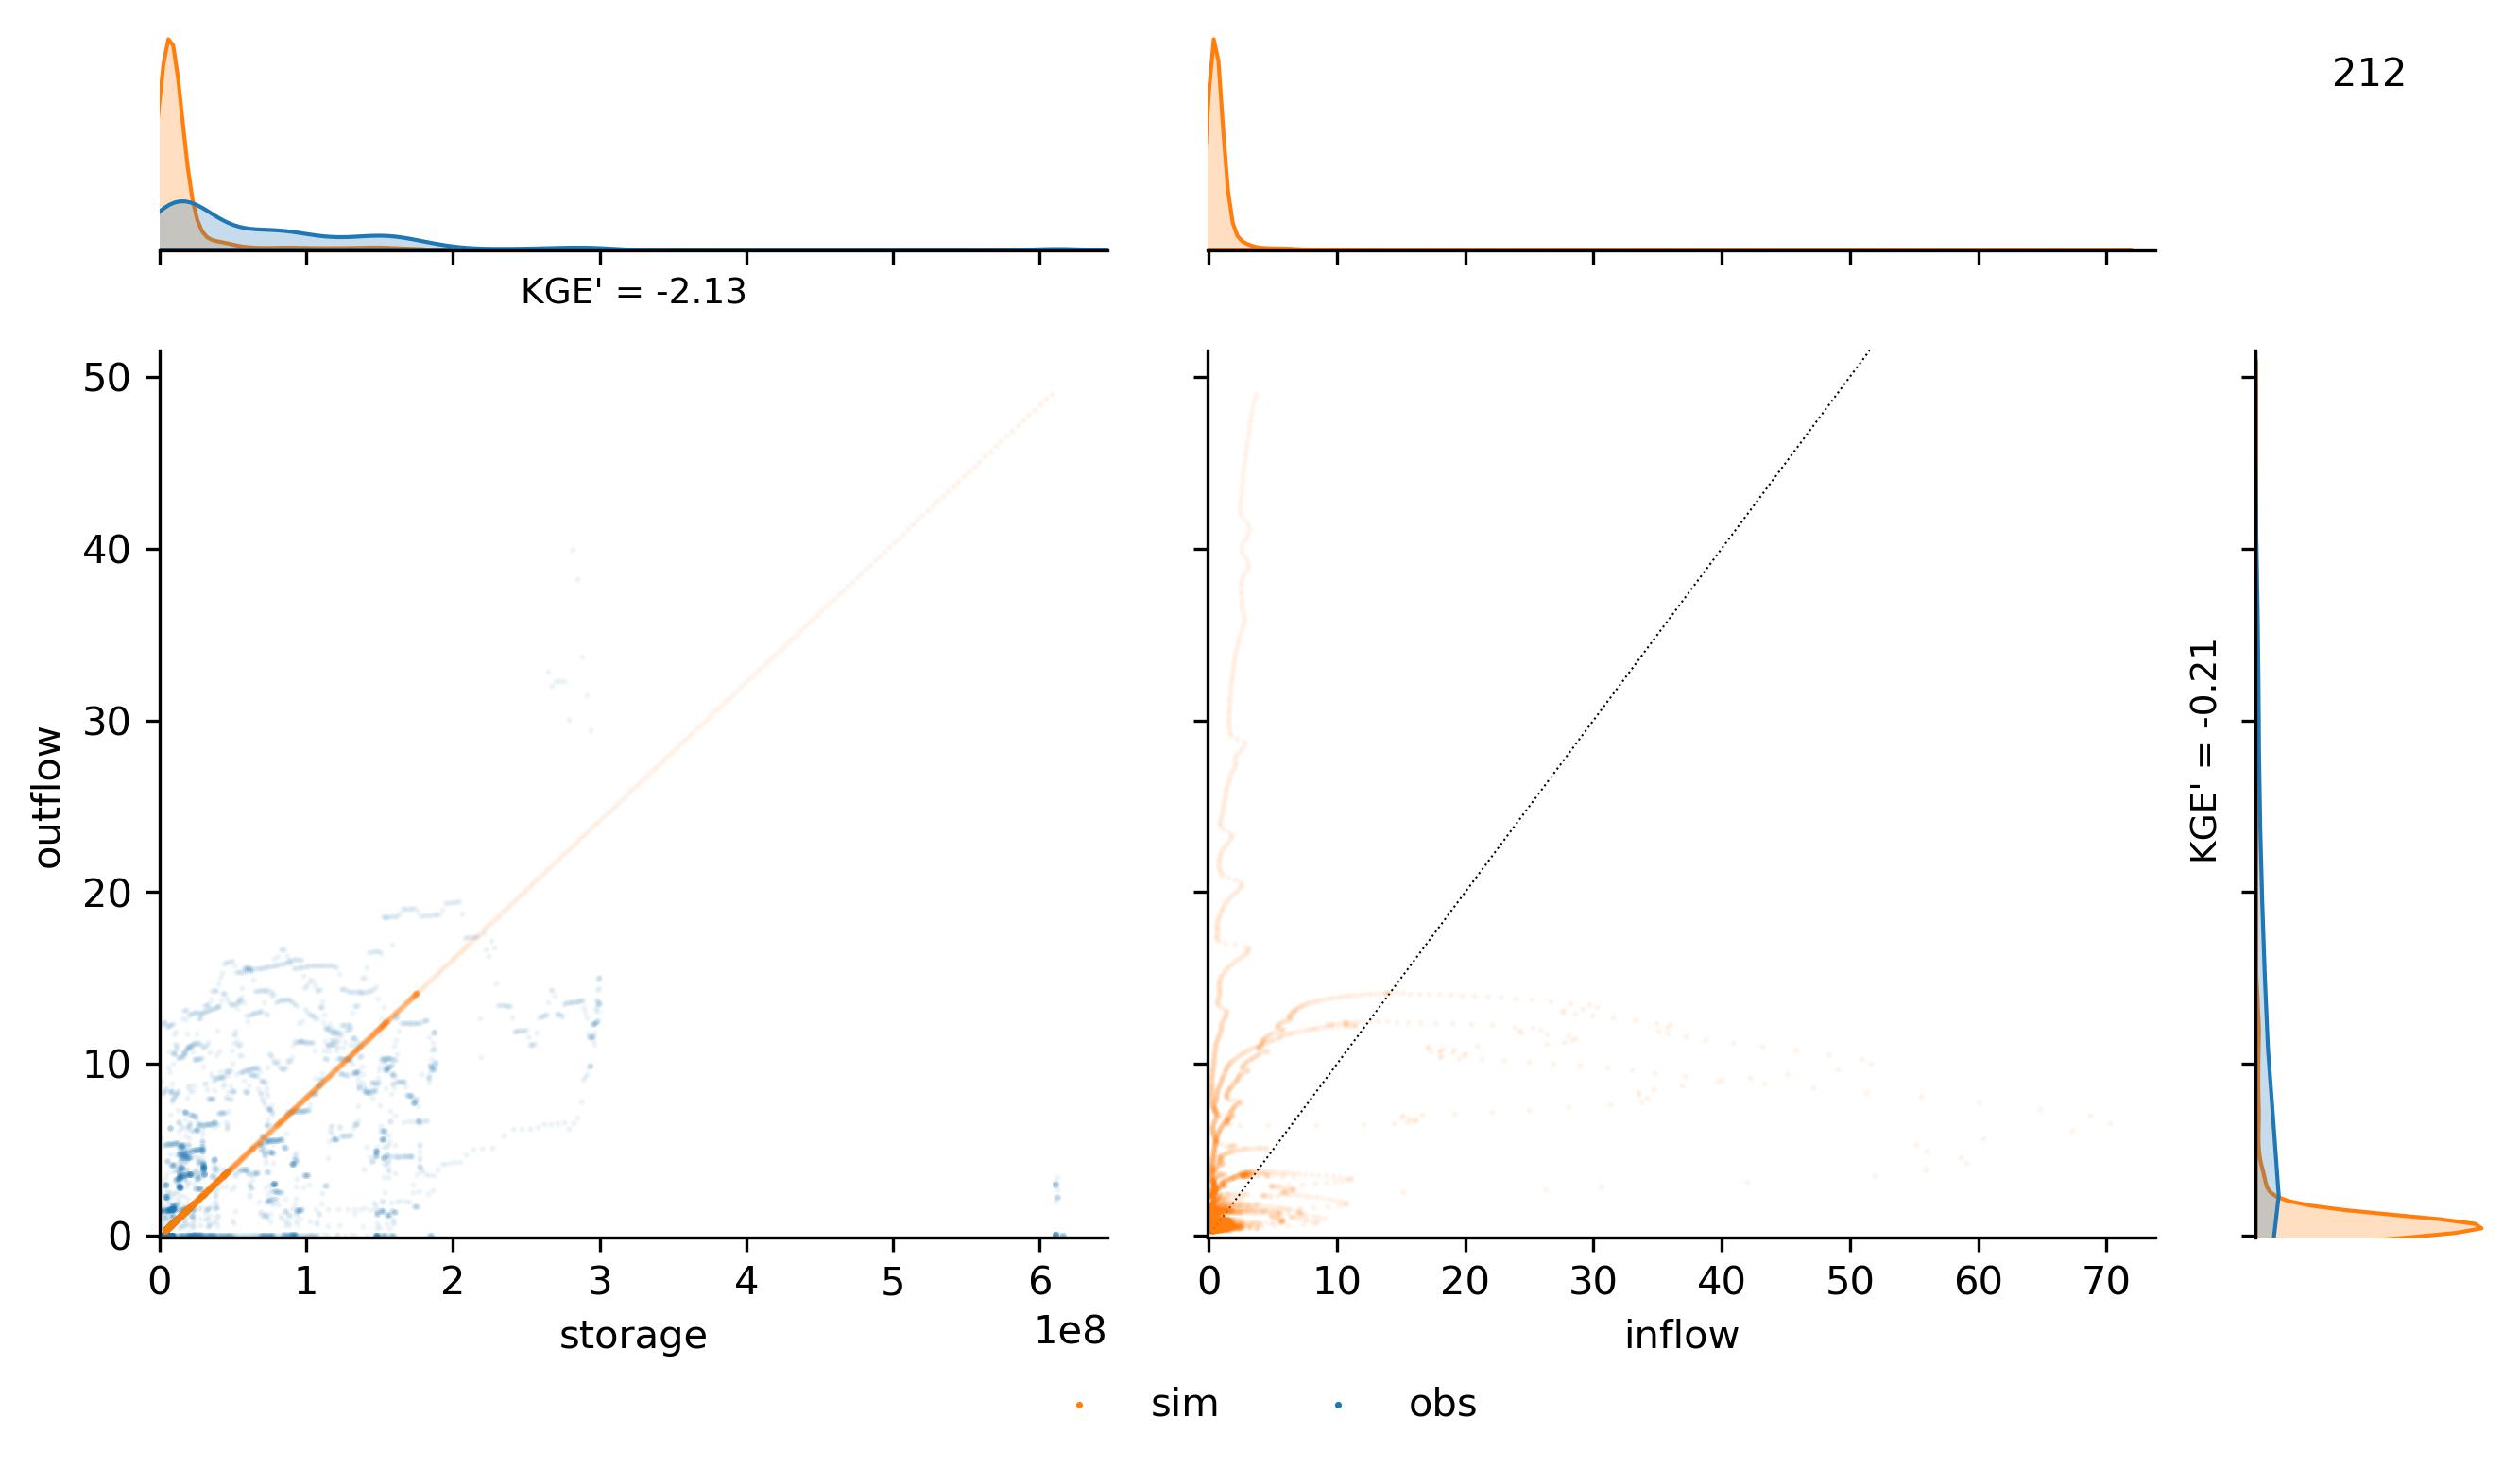 212
KGE' = -2.13
50
40
30
20
10
0
outflow
0 1 2 3 4 5 6
1e8
storage
KGE' = -0.21
0 10 20 30 40 50 60 70
inflow
sim obs